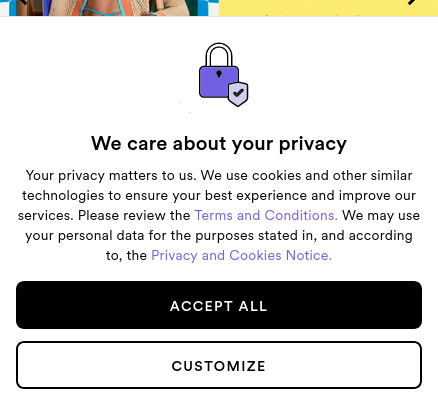 We care about your privacy
Your privacy matters to us. We use cookies and other similar
technologies to ensure your best experience and improve our
services. Please review the Terms and Conditions. We may use
your personal data for the purposes stated in, and according
to, the Privacy and Cookies Notice.
ACCEPT ALL
CUSTOMIZE